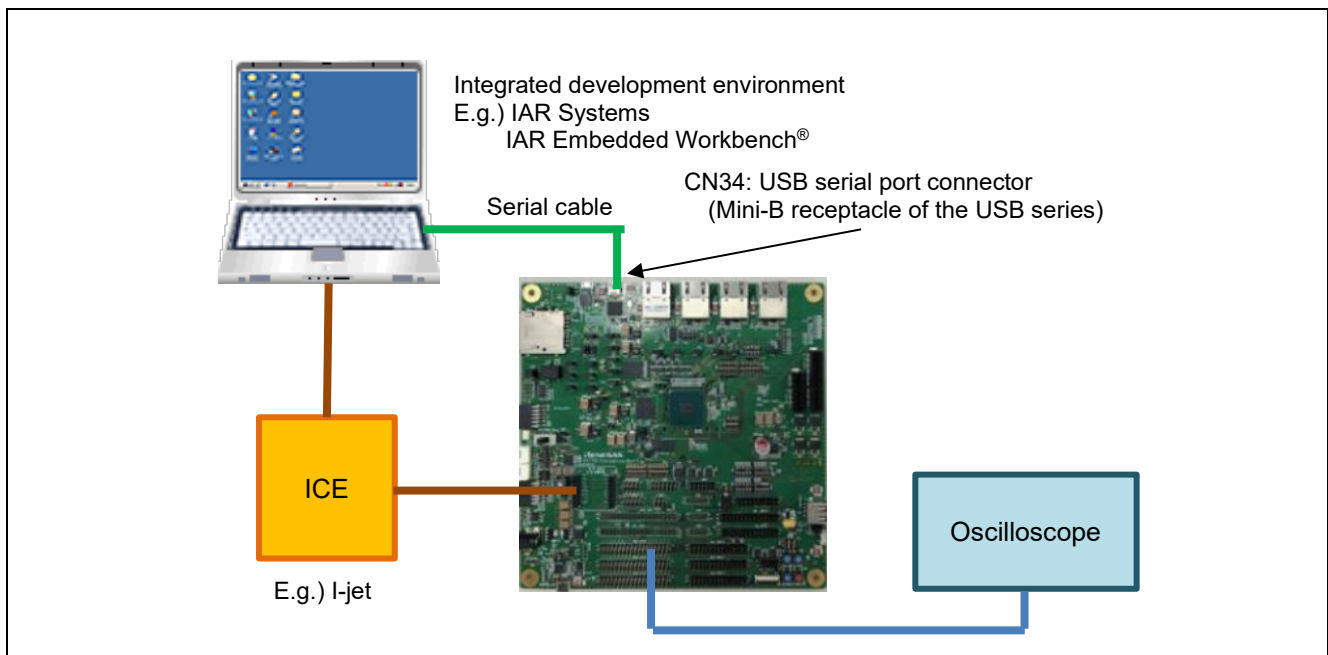 Integrated development environment
E.g.) IAR Systems
IAR Embedded Workbench®
CN34: USB serial port connector
(Mini-B receptacle of the USB series)
Serial cable
ICE
Oscilloscope
E.g.) I-jet